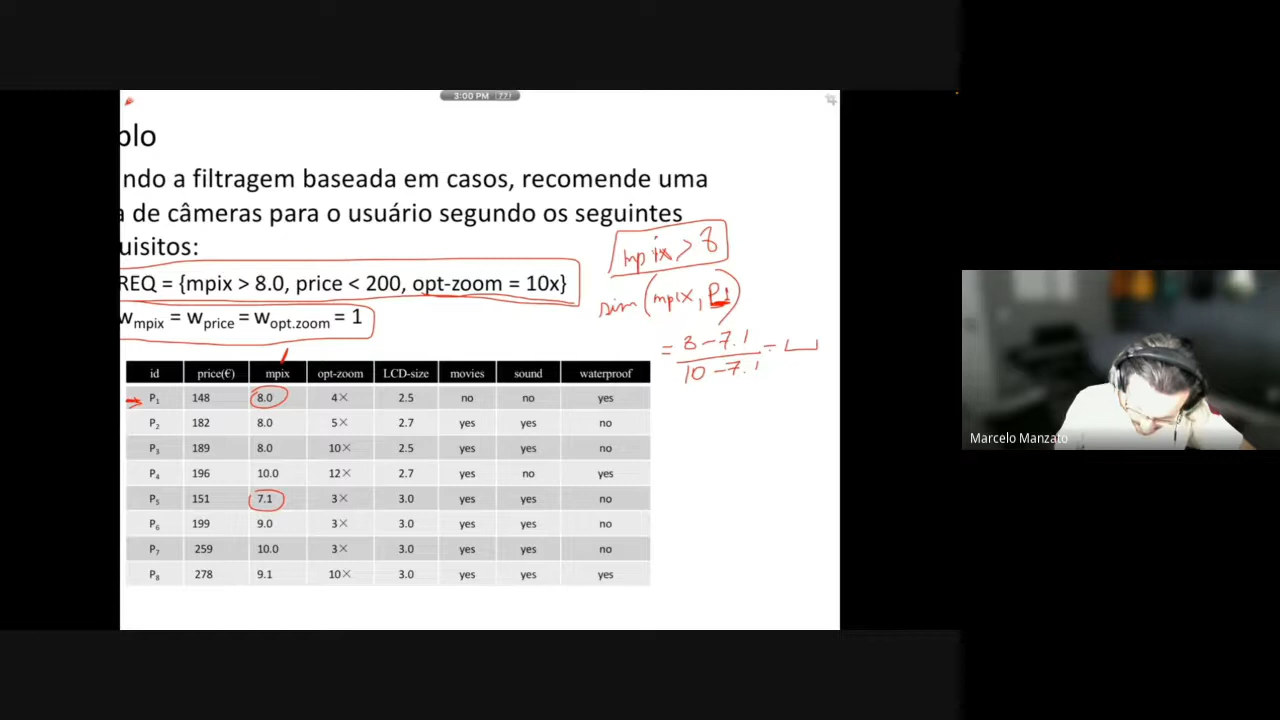 3:00 PM (77)
plo
ndo a filtragem baseada em casos, recomende uma
a de câmeras para o usuário segundo os seguintes
uisitos:
mpix > 8
REQ = {mpix > 8.0, price < 200, opt-zoom = 10x}
sim (mpix, P1)
wmpix = wprice = wopt.zoom = 1
= 8 - 7.1
10 - 7.1
id price(€) mpix opt-zoom LCD-size movies sound waterproof
P1 148 8.0 4× 2.5 no no yes
P2 182 8.0 5× 2.7 yes yes no
P3 189 8.0 10× 2.5 yes yes no
P4 196 10.0 12× 2.7 yes no yes
P5 151 7.1 3× 3.0 yes yes no
P6 199 9.0 3× 3.0 yes yes no
P7 259 10.0 3× 3.0 yes yes no
P8 278 9.1 10× 3.0 yes yes yes
Marcelo Manzato